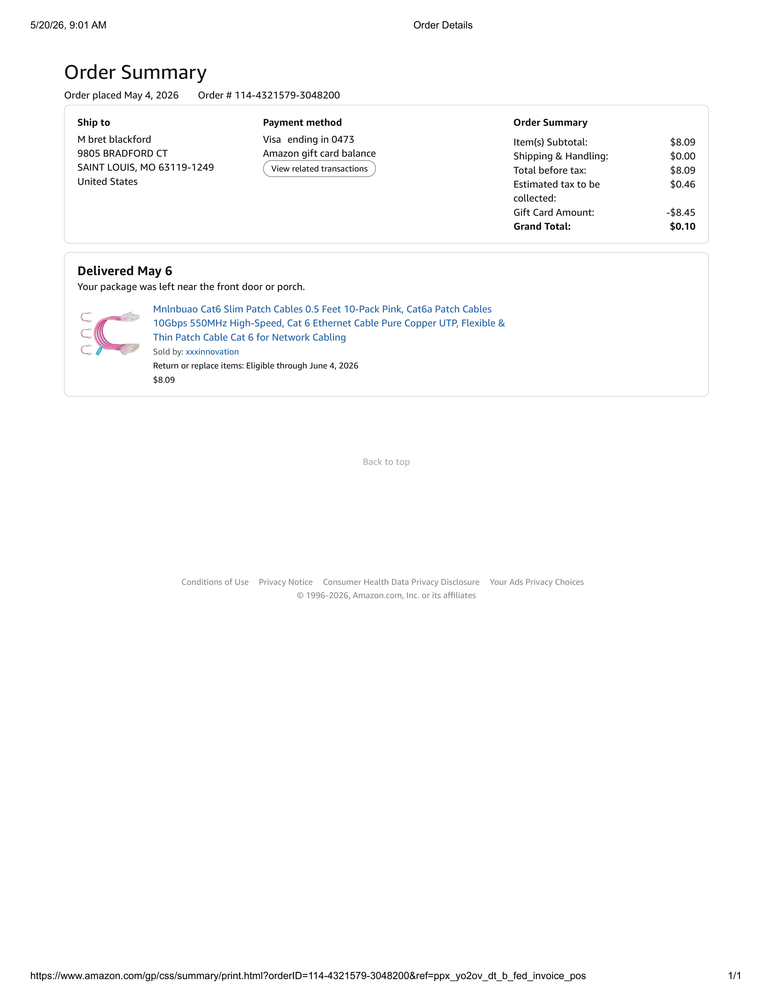 5/20/26, 9:01 AM
Order Details
Order Summary
Order placed May 4, 2026 Order # 114-4321579-3048200
Ship to
M bret blackford
9805 BRADFORD CT
SAINT LOUIS, MO 63119-1249
United States
Payment method
Visa ending in 0473
Amazon gift card balance
View related transactions
Order Summary
Item(s) Subtotal: $8.09
Shipping & Handling: $0.00
Total before tax: $8.09
Estimated tax to be $0.46
collected:
Gift Card Amount: -$8.45
Grand Total: $0.10
Delivered May 6
Your package was left near the front door or porch.
Mnlnbuao Cat6 Slim Patch Cables 0.5 Feet 10-Pack Pink, Cat6a Patch Cables
10Gbps 550MHz High-Speed, Cat 6 Ethernet Cable Pure Copper UTP, Flexible &
Thin Patch Cable Cat 6 for Network Cabling
Sold by: xxxinnovation
Return or replace items: Eligible through June 4, 2026
$8.09
Back to top
Conditions of Use Privacy Notice Consumer Health Data Privacy Disclosure Your Ads Privacy Choices
© 1996-2026, Amazon.com, Inc. or its affiliates
https://www.amazon.com/gp/css/summary/print.html?orderID=114-4321579-3048200&ref=ppx_yo2ov_dt_b_fed_invoice_pos
1/1